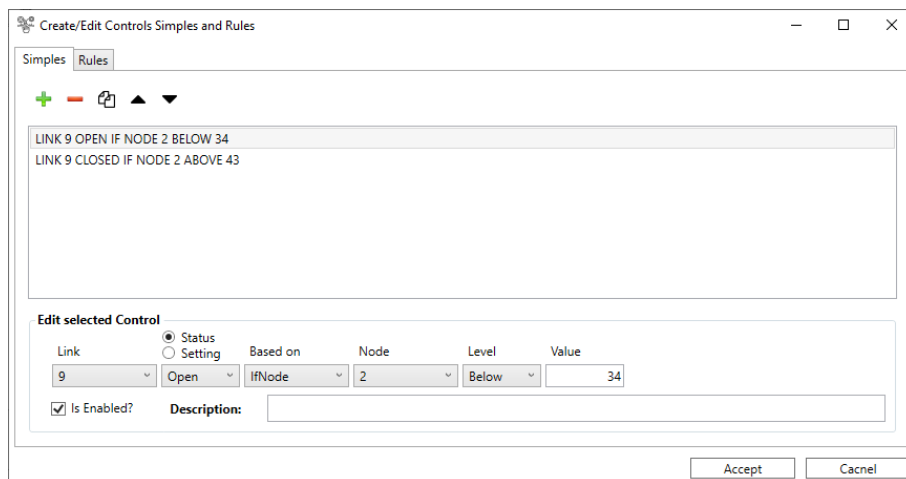 Create/Edit Controls Simples and Rules
Simples Rules
LINK 9 OPEN IF NODE 2 BELOW 34
LINK 9 CLOSED IF NODE 2 ABOVE 43
Edit selected Control
Status
Link Setting Based on Node Level Value
9 Open IfNode 2 Below 34
Is Enabled? Description:
Accept Cacnel